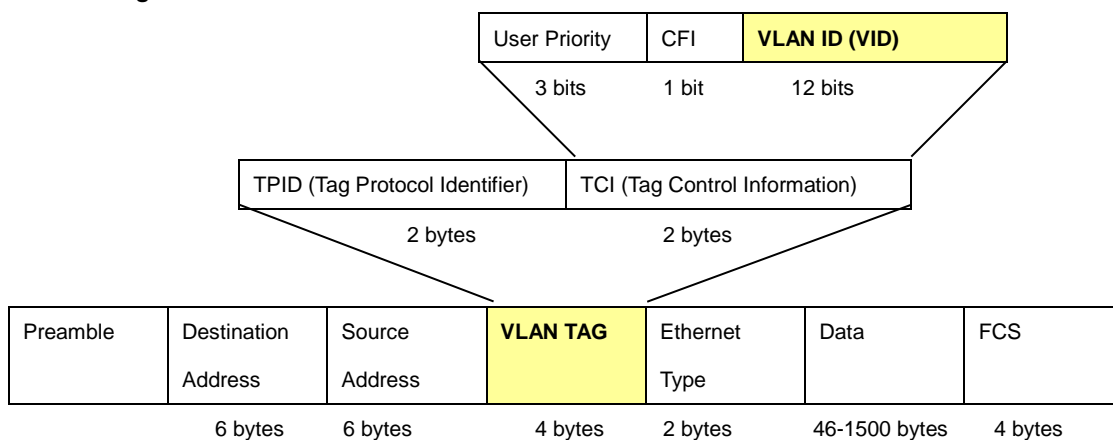 User Priority CFI VLAN ID (VID)
3 bits 1 bit 12 bits
TPID (Tag Protocol Identifier) TCI (Tag Control Information)
2 bytes 2 bytes
Preamble Destination Source VLAN TAG Ethernet Data FCS
Address Address Type
6 bytes 6 bytes 4 bytes 2 bytes 46-1500 bytes 4 bytes